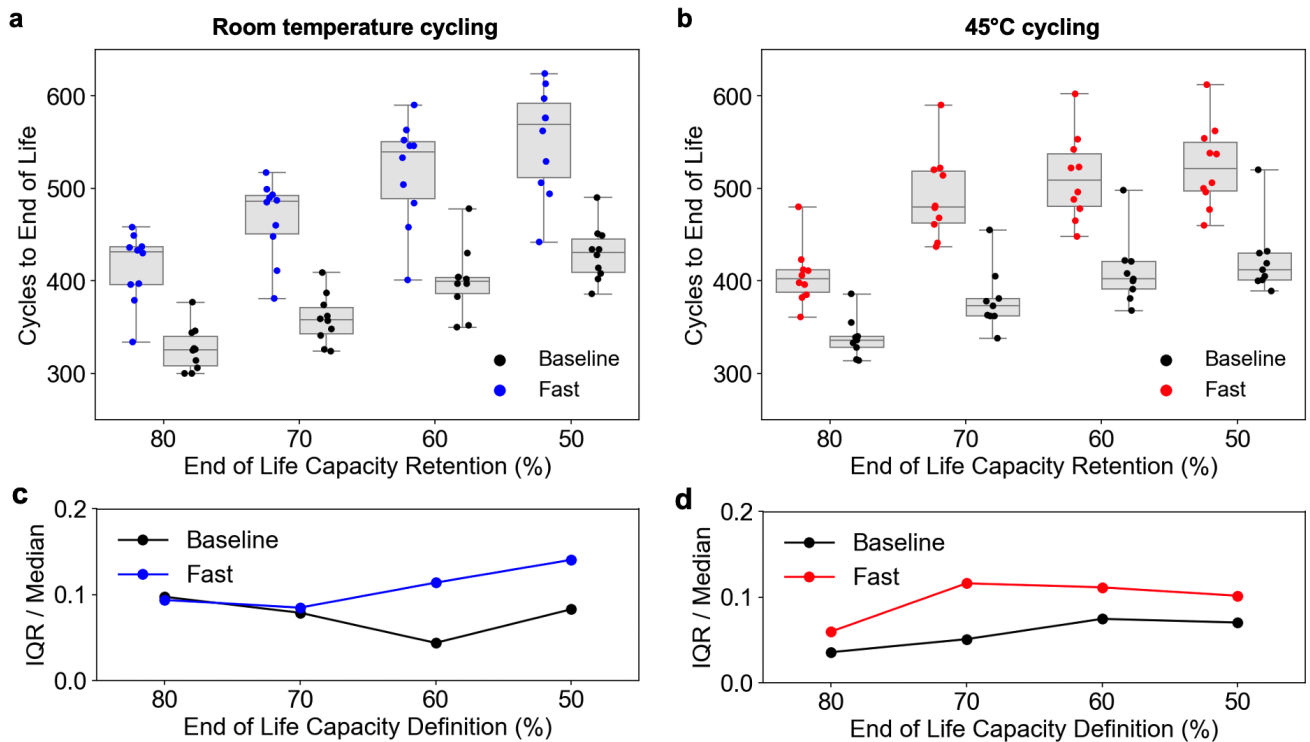 a
Room temperature cycling
Cycles to End of Life
600
500
400
300
Baseline
Fast
80
70
60
50
End of Life Capacity Retention (%)
b
45°C cycling
Cycles to End of Life
600
500
400
300
Baseline
Fast
80
70
60
50
End of Life Capacity Retention (%)
c
IQR / Median
0.2
0.1
0.0
Baseline
Fast
80
70
60
50
End of Life Capacity Definition (%)
d
IQR / Median
0.2
0.1
0.0
Baseline
Fast
80
70
60
50
End of Life Capacity Definition (%)